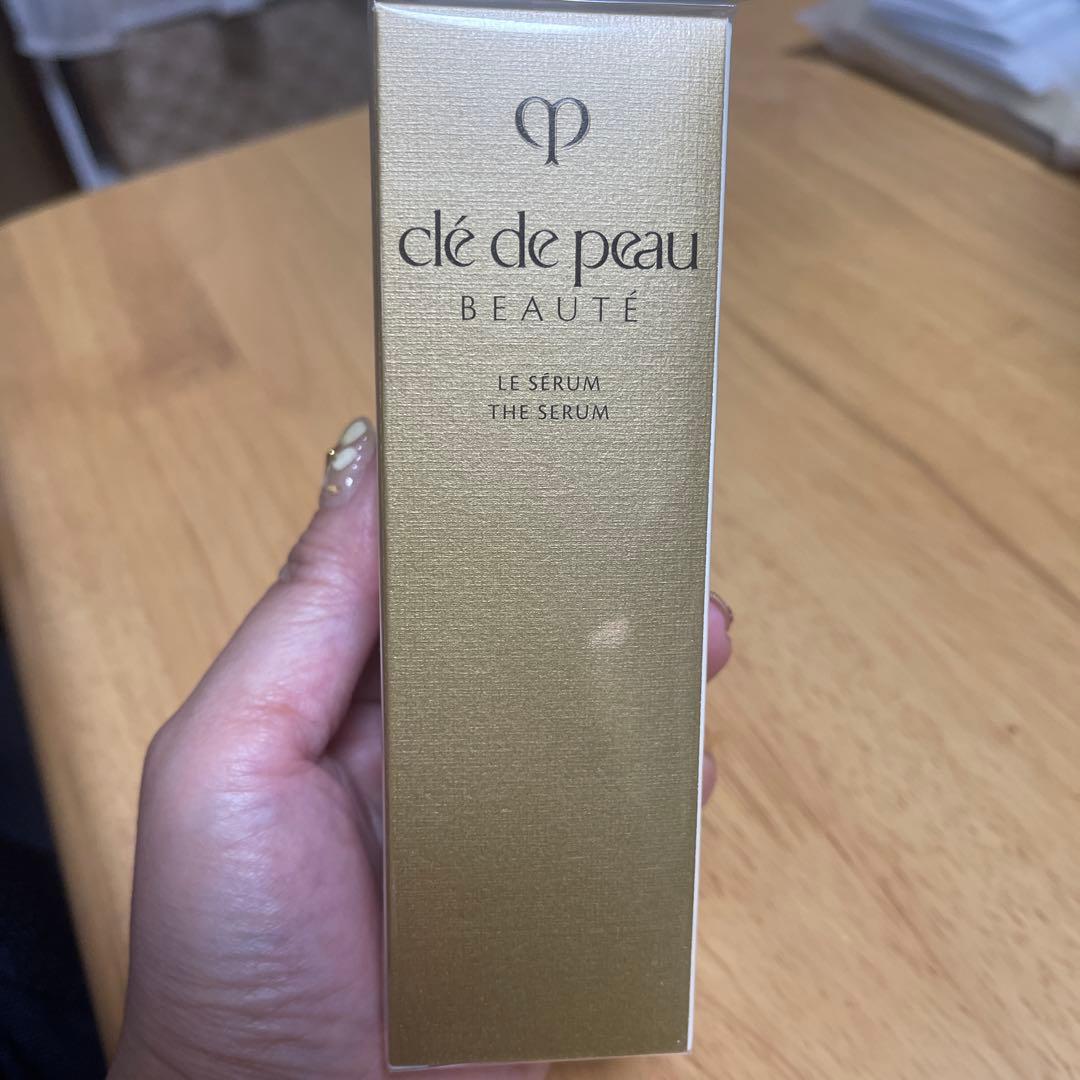 clé de peau
BEAUTÉ
LE SÉRUM
THE SERUM